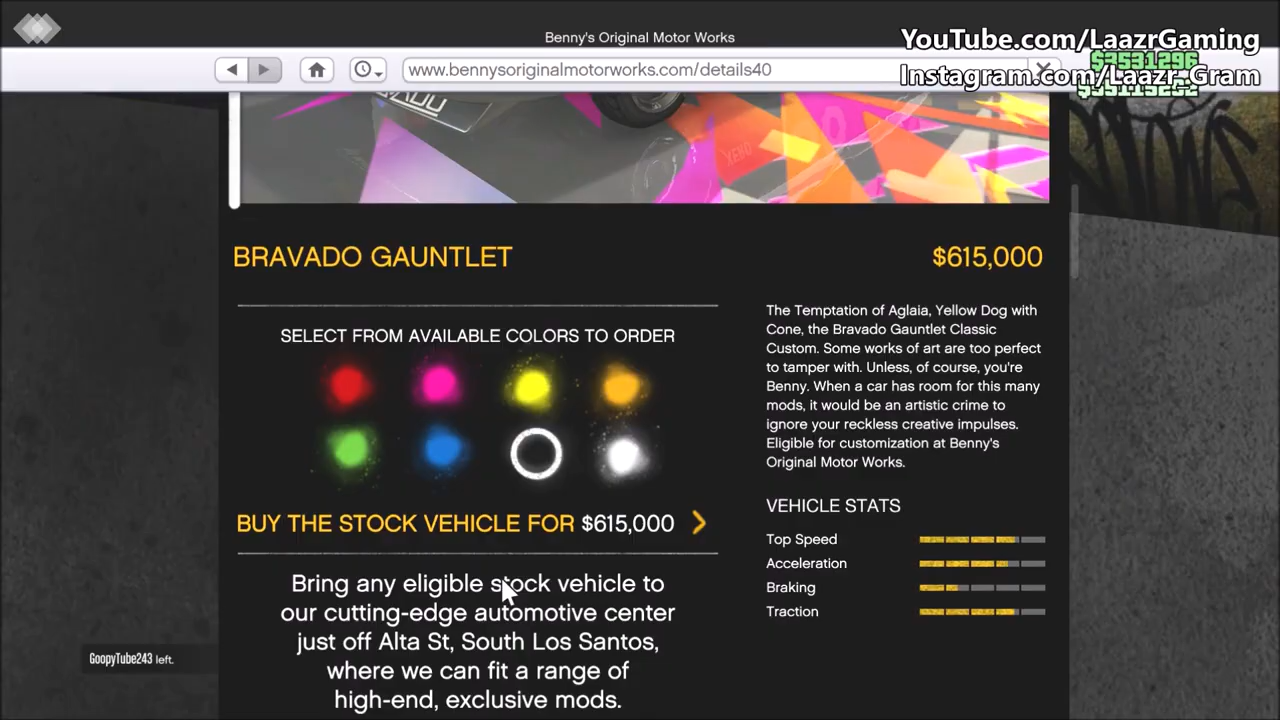 Benny's Original Motor Works
YouTube.com/LaazrGaming
www.bennysoriginalmotorworks.com/details40
Instagram.com/Laazr_Gram
XERO
BRAVADO GAUNTLET
$615,000
SELECT FROM AVAILABLE COLORS TO ORDER
BUY THE STOCK VEHICLE FOR $615,000
Bring any eligible stock vehicle to
our cutting-edge automotive center
just off Alta St, South Los Santos,
where we can fit a range of
high-end, exclusive mods.
The Temptation of Aglaia, Yellow Dog with
Cone, the Bravado Gauntlet Classic
Custom. Some works of art are too perfect
to tamper with. Unless, of course, you're
Benny. When a car has room for this many
mods, it would be an artistic crime to
ignore your reckless creative impulses.
Eligible for customization at Benny's
Original Motor Works.
VEHICLE STATS
Top Speed
Acceleration
Braking
Traction
GoopyTube243 left.